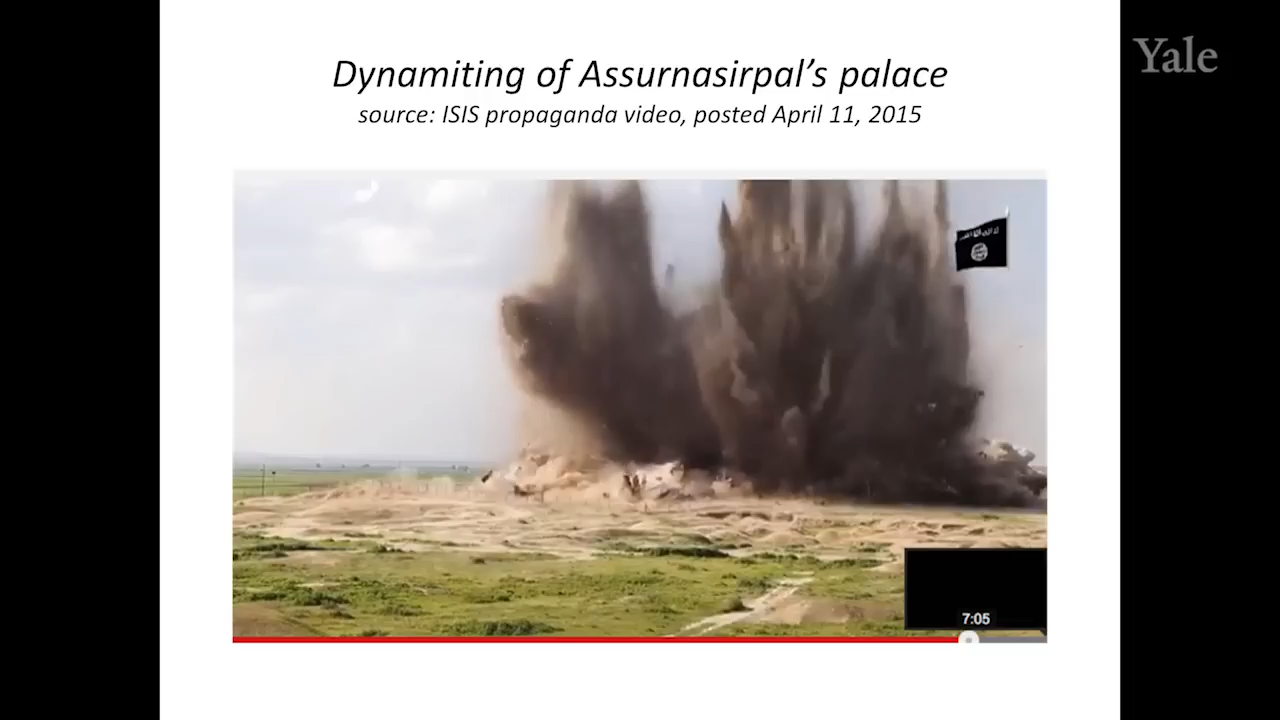 Dynamiting of Assurnasirpal's palace
source: ISIS propaganda video, posted April 11, 2015
Yale
7:05